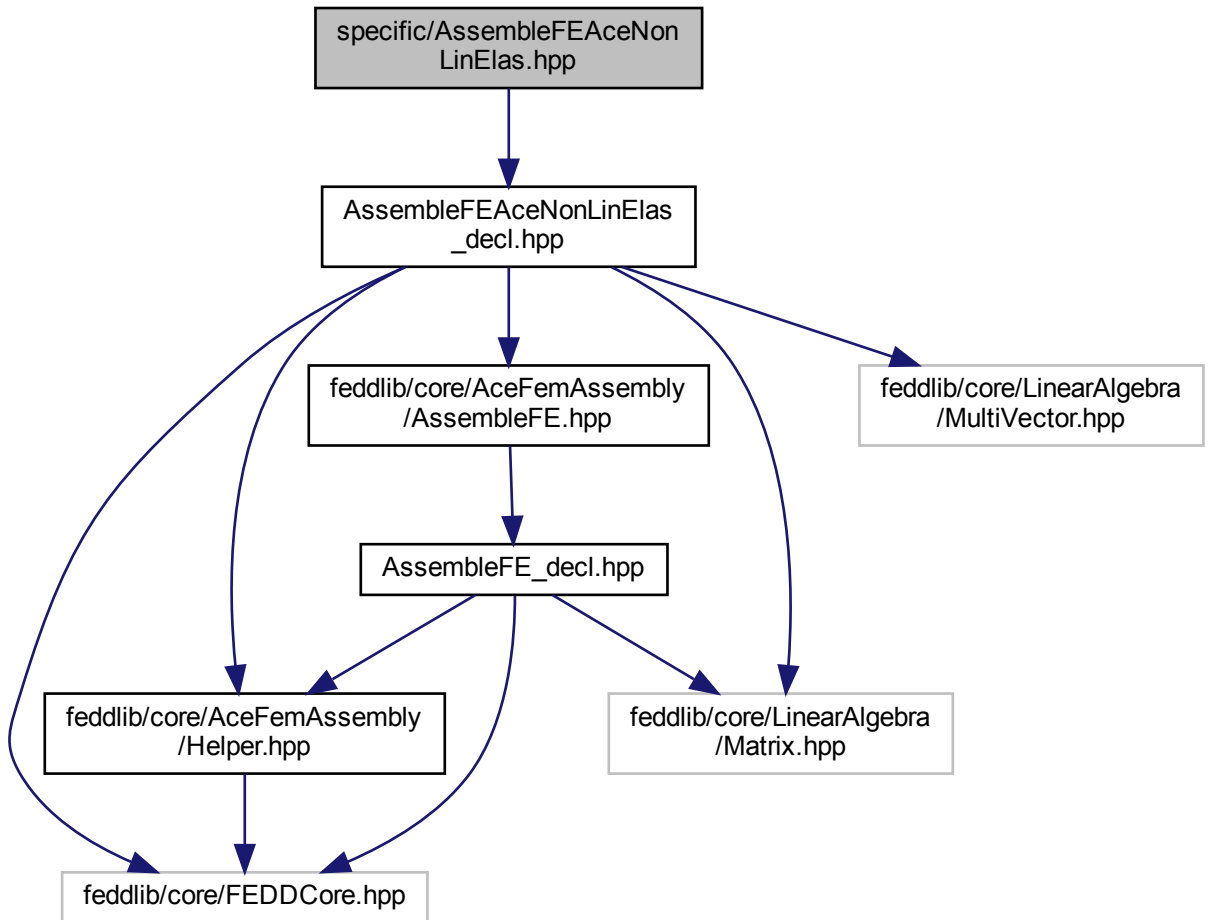 specific/AssembleFEAceNon
LinElas.hpp
AssembleFEAceNonLinElas
_decl.hpp
feddlib/core/AceFemAssembly
/AssembleFE.hpp
feddlib/core/LinearAlgebra
/MultiVector.hpp
AssembleFE_decl.hpp
feddlib/core/AceFemAssembly
/Helper.hpp
feddlib/core/LinearAlgebra
/Matrix.hpp
feddlib/core/FEDDCore.hpp